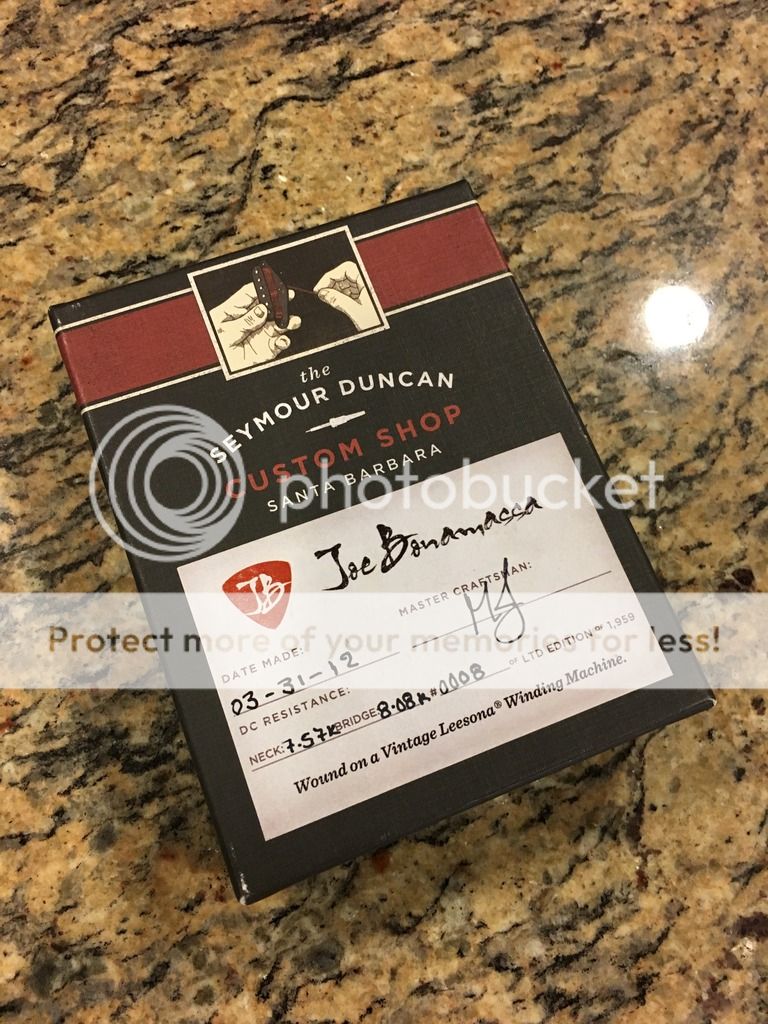 the
SEYMOUR DUNCAN
CUSTOM SHOP
SANTA BARBARA
photobucket
JB
Joe Bonamassa
MASTER CRAFTSMAN: MJ
Protect more of your memories for less!
DATE MADE:
03-31-12
DC RESISTANCE:
NECK: 7.57K BRIDGE: 8.08K #0008 OF LTD EDITION OF 1,959
Wound on a Vintage Leesona® Winding Machine.